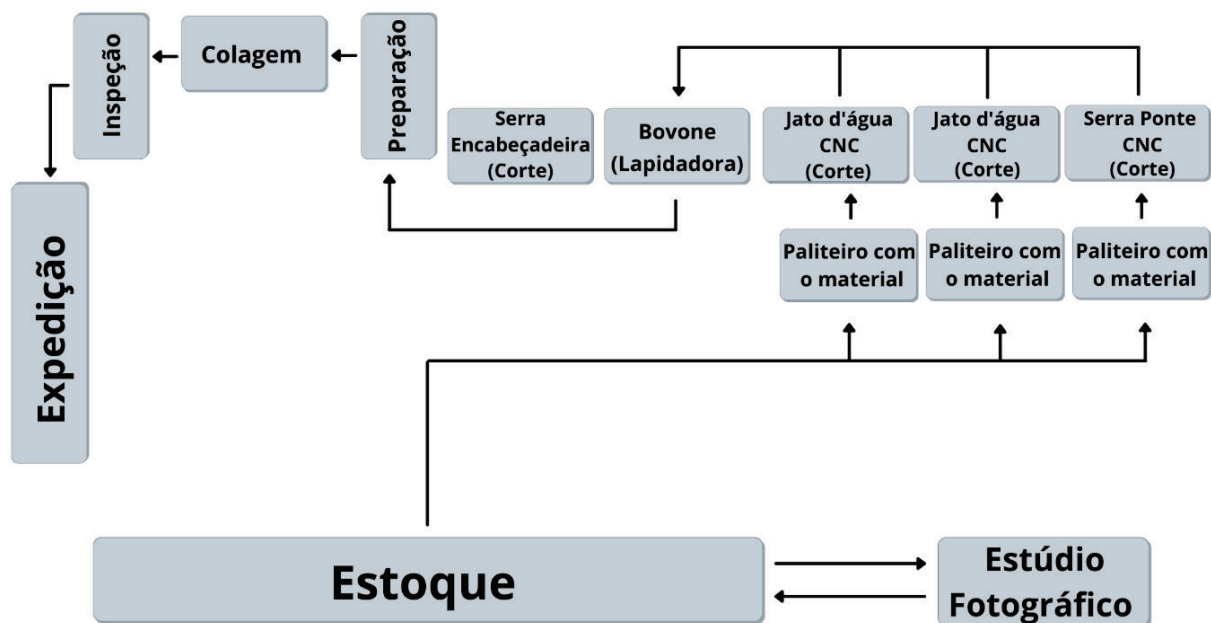 Inspeção
Colagem
Preparação
Serra
Encabeçadeira
(Corte)
Bovone
(Lapidadora)
Jato d'água
CNC
(Corte)
Jato d'água
CNC
(Corte)
Serra Ponte
CNC
(Corte)
Paliteiro com
o material
Paliteiro com
o material
Paliteiro com
o material
Expedição
Estoque
Estúdio
Fotográfico